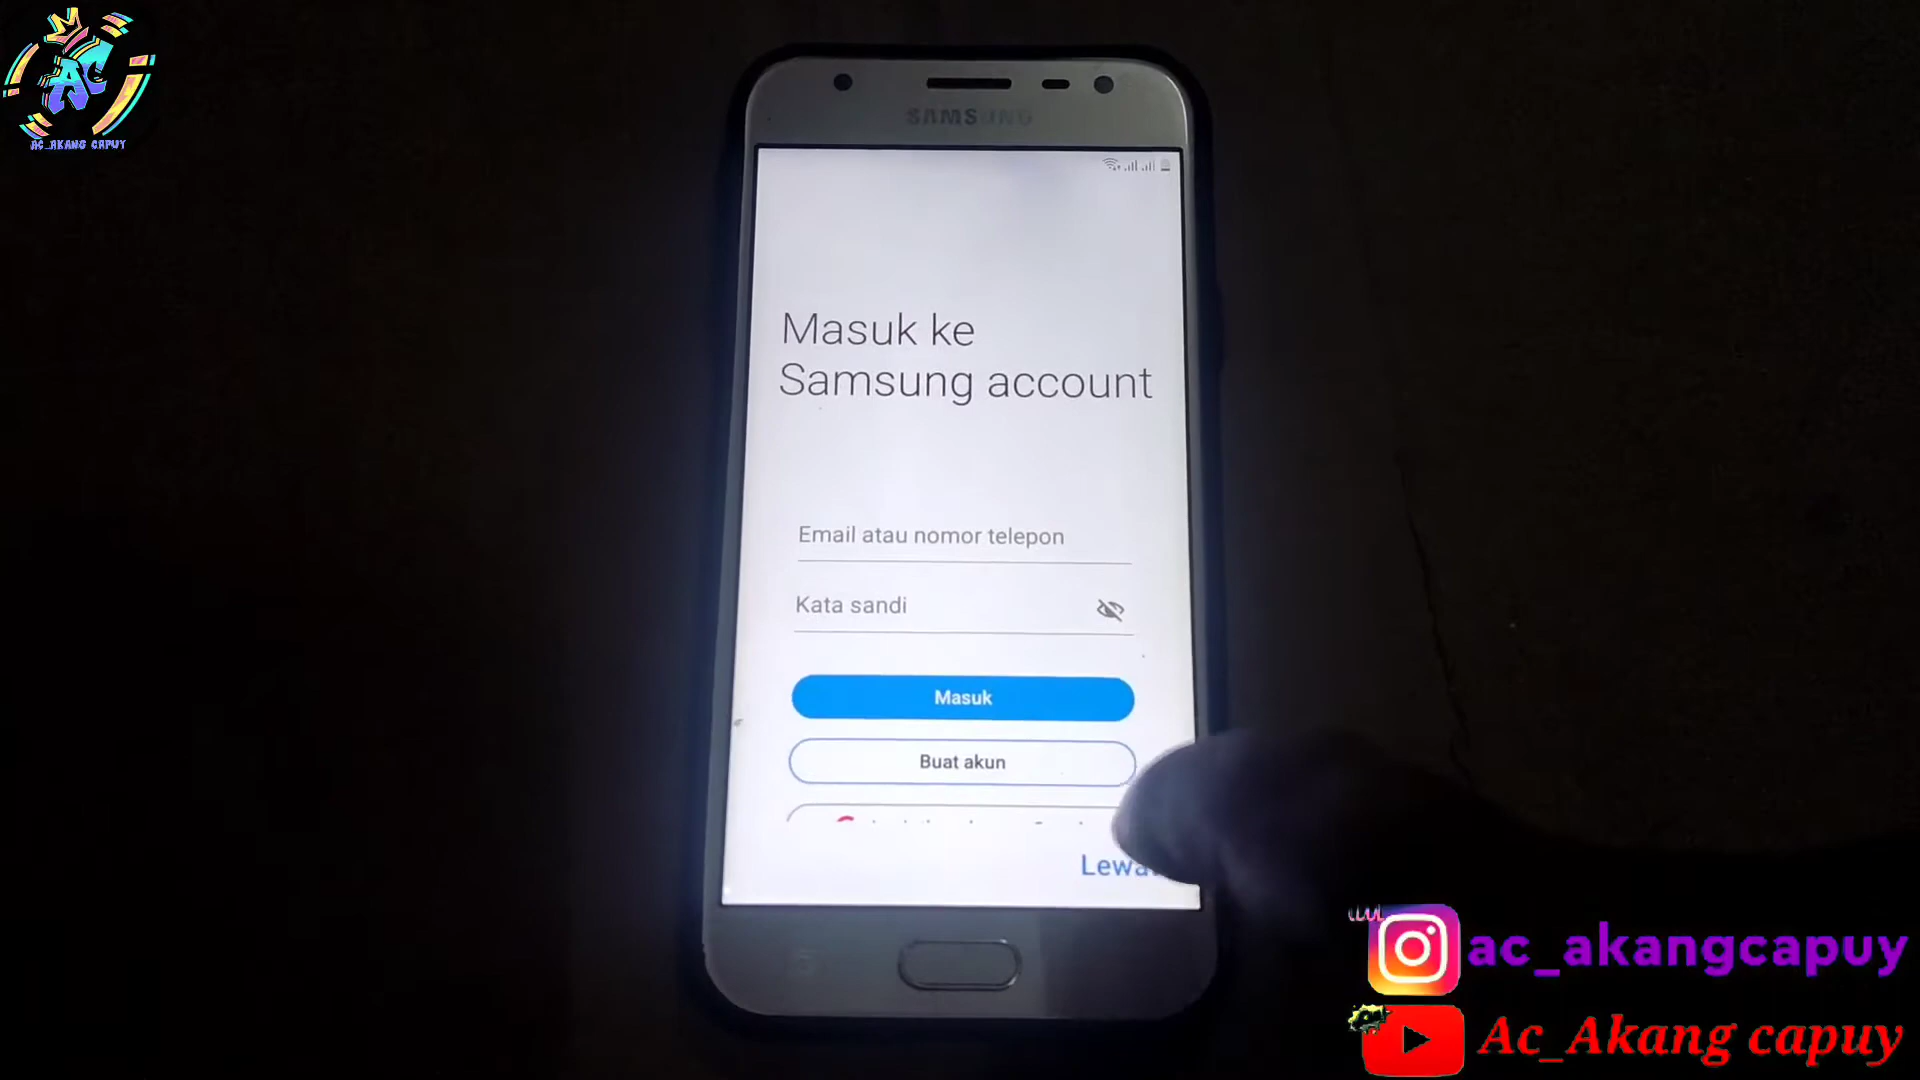 AC
AC_AKANG CAPUY
SAMSUNG
Masuk ke
Samsung account
Email atau nomor telepon
Kata sandi
Masuk
Buat akun
ac_akangcapuy
Ac_Akang capuy